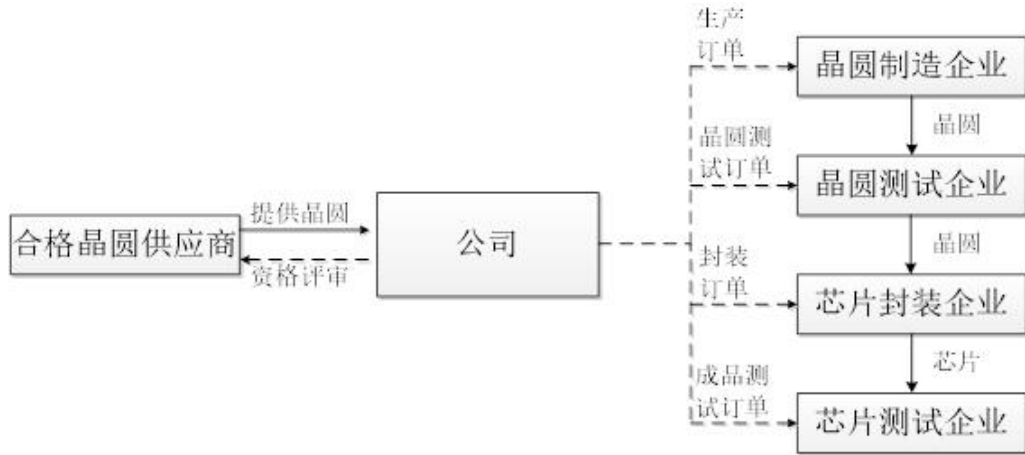 生产
订单
晶圆制造企业
晶圆
晶圆测
试订单
晶圆测试企业
提供晶圆
合格晶圆供应商
公司
资格评审
晶圆
封装
订单
芯片封装企业
芯片
成品测
试订单
芯片测试企业